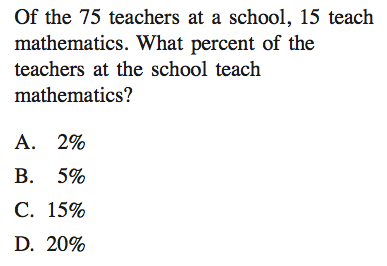 Of the 75 teachers at a school, 15 teach
mathematics. What percent of the
teachers at the school teach
mathematics?
A. 2%
B. 5%
C. 15%
D. 20%